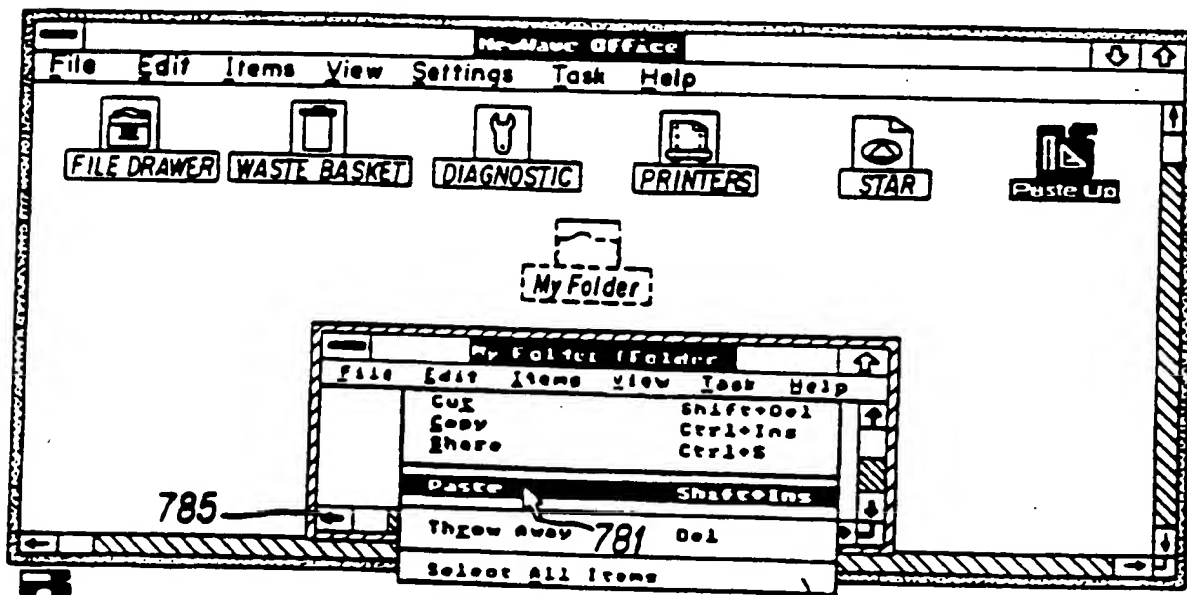 NewWave Office
File Edit Items View Settings Task Help
FILE DRAWER WASTE BASKET DIAGNOSTIC PRINTERS STAR Paste Up
My Folder
My Folder (Folder
File Edit Items View Task Help
Cut Shift+Del
Copy Ctrl+Ins
Share Ctrl+S
Paste Shift+Ins
785
Throw Away 781 Del
Select All Items